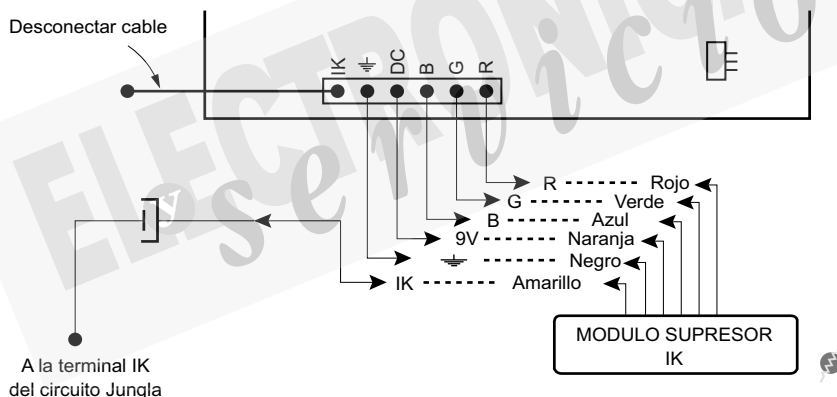 ELECTRONICA
y servicio
Desconectar cable
IK DC B G R
R Rojo
G Verde
B Azul
9V Naranja
Negro
IK Amarillo
MODULO SUPRESOR
IK
A la terminal IK
del circuito Jungla